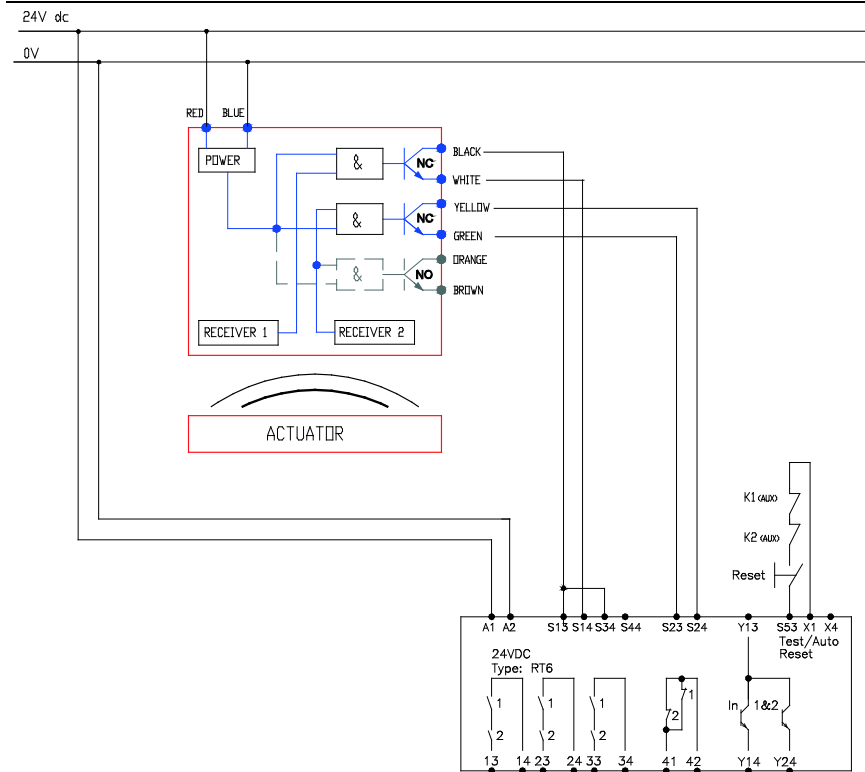 24V dc
0V
RED BLUE
POWER
& NC BLACK
WHITE
& NC YELLOW
GREEN
& NO ORANGE
BROWN
RECEIVER 1 RECEIVER 2
ACTUATOR
K1(AUX)
K2(AUX)
Reset
A1 A2 S13 S14 S34 S44 S23 S24 Y13 S53 X1 X4
Test/Auto
Reset
24VDC
Type: RT6
1 1 1 1
2 2 2 2 In 1&2
13 14 23 24 33 34 41 42 Y14 Y24